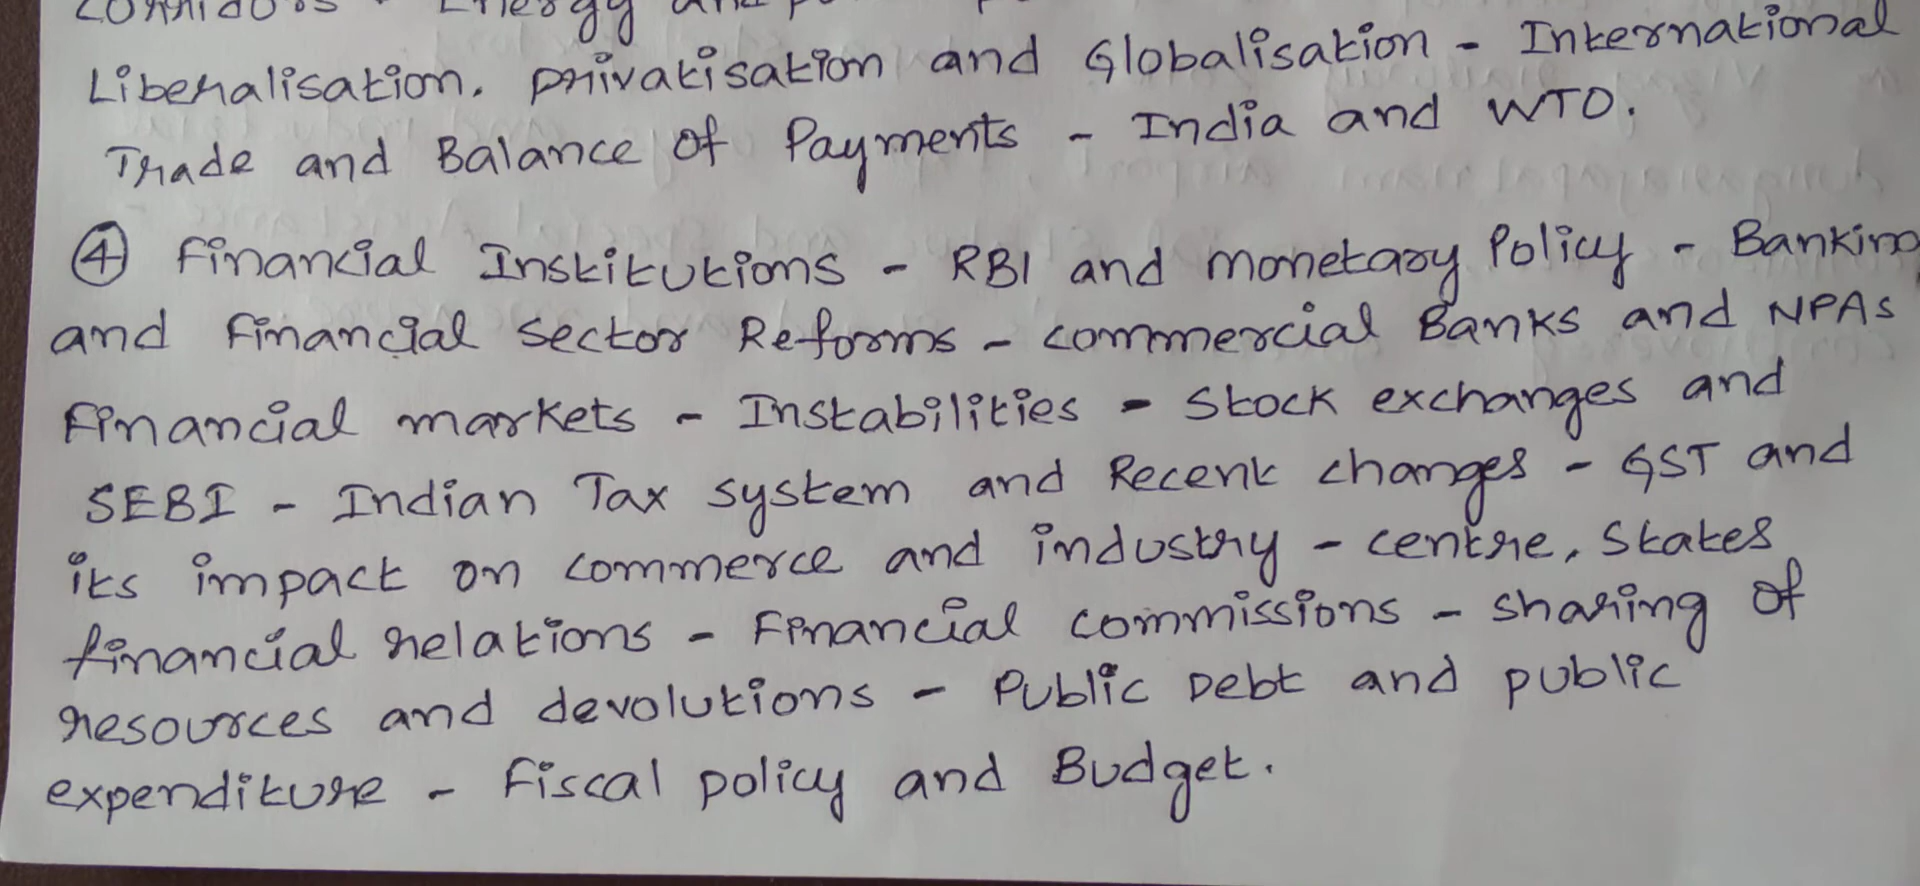 Liberalisation, privatisation and Globalisation - International
Trade and Balance of Payments - India and WTO.
④ Financial Institutions - RBI and monetary Policy - Banking
and Financial sector Reforms - commercial Banks and NPAs
Financial markets - Instabilities - Stock exchanges and
SEBI - Indian Tax system and Recent changes - GST and
its impact on commerce and industry - centre, States
financial relations - Financial commissions - sharing of
resources and devolutions - Public Debt and public
expenditure - Fiscal policy and Budget.